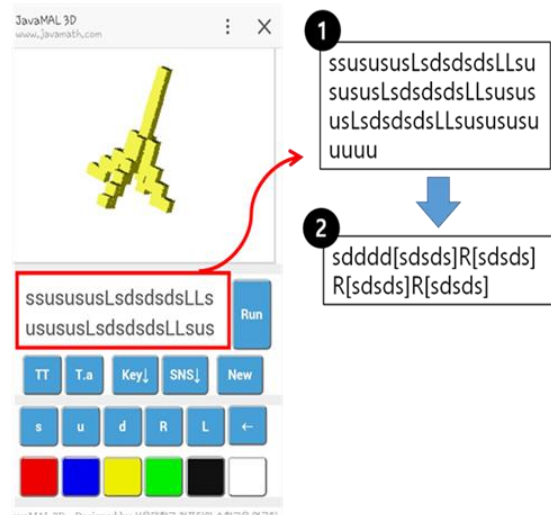 JavaMAL 3D
www.javamath.com
ssusususLsdsdsdsLLs
usususLsdsdsdsLLsus
Run
TT
T.a
Key↓
SNS↓
New
s
u
d
R
L
←
1
ssusususLsdsdsdsLLsu
sususLsdsdsdsLLsusus
usLsdsdsdsLLsusususu
uuuu
2
sdddd[sdsds]R[sdsds]
R[sdsds]R[sdsds]